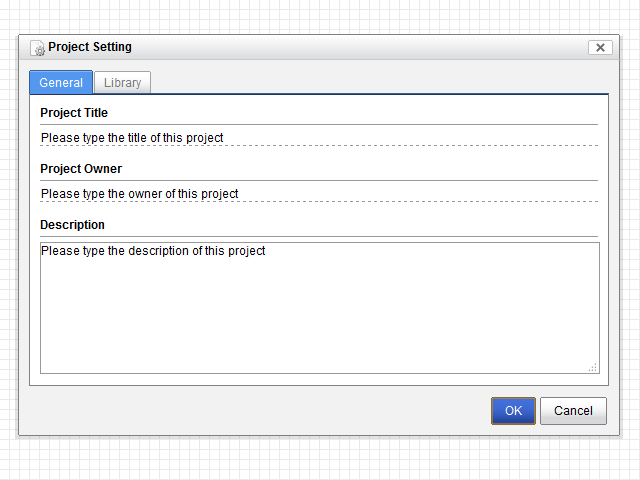 Project Setting
General Library
Project Title
Please type the title of this project
Project Owner
Please type the owner of this project
Description
Please type the description of this project
OK Cancel